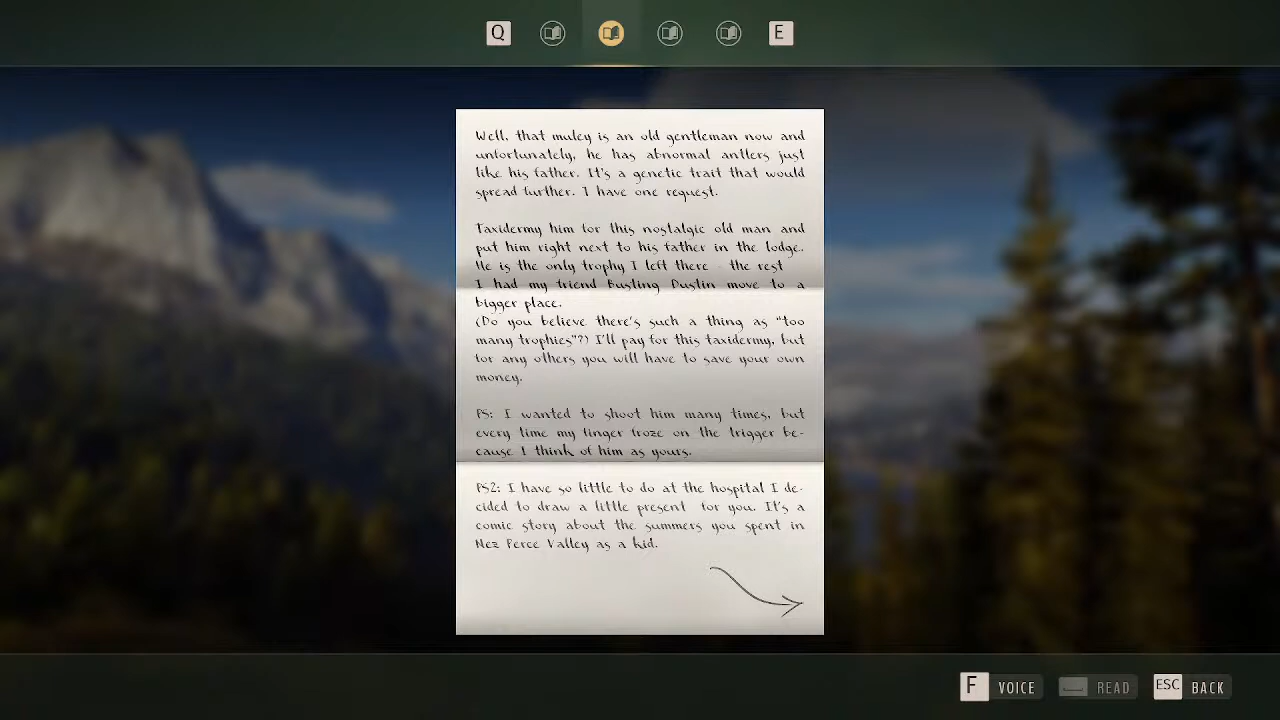 Q E
Well, that muley is an old gentleman now and
unfortunately, he has abnormal antlers just
like his father. It's a genetic trait that would
spread further. I have one request.
Taxidermy him for this nostalgic old man and
put him right next to his father in the lodge.
He is the only trophy I left there - the rest
I had my friend Busting Dustin move to a
bigger place.
(Do you believe there's such a thing as "too
many trophies"?) I'll pay for this taxidermy, but
for any others you will have to save your own
money.
PS: I wanted to shoot him many times, but
every time my finger froze on the trigger be-
cause I think of him as yours.
PS2: I have so little to do at the hospital I de-
cided to draw a little present for you. It's a
comic story about the summers you spent in
Nez Perce Valley as a kid.
F VOICE READ ESC BACK